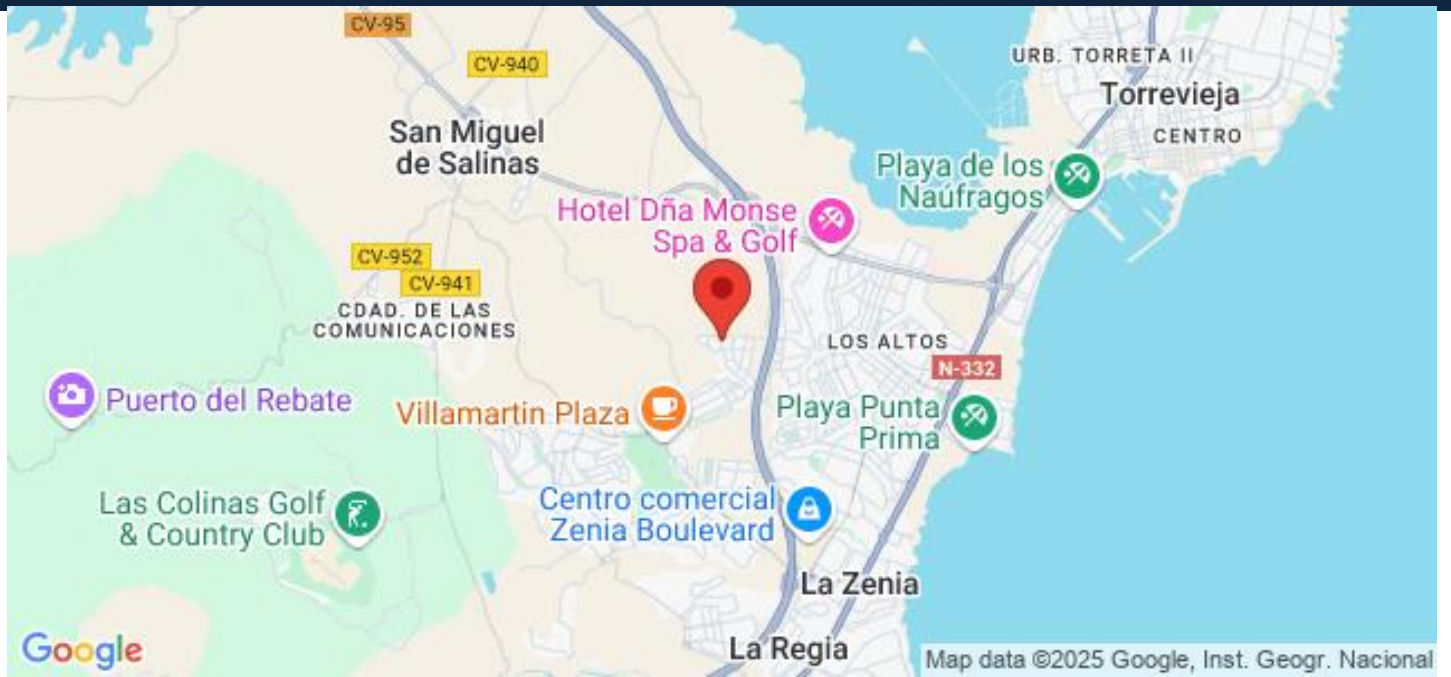 CV-95
CV-940
URB. TORRETA II
Torrevieja
CENTRO
San Miguel
de Salinas
Playa de los
Naúfragos
Hotel Dña Monse
Spa & Golf
CV-952
CV-941
CDAD. DE LAS
COMUNICACIONES
LOS ALTOS
N-332
Puerto del Rebate
Villamartin Plaza
Playa Punta
Prima
Las Colinas Golf
& Country Club
Centro comercial
Zenia Boulevard
La Zenia
La Regia
Google
Map data ©2025 Google, Inst. Geogr. Nacional